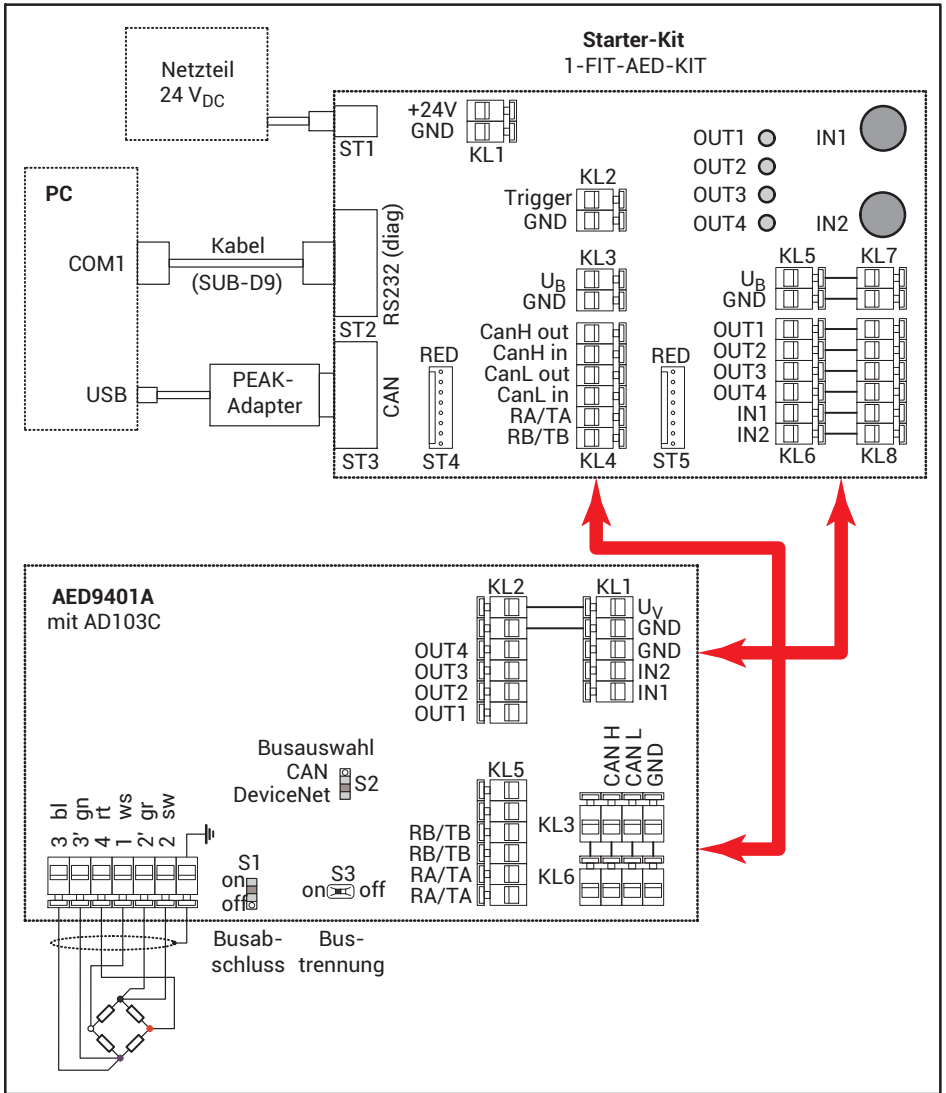 Starter-Kit
1-FIT-AED-KIT
Netzteil
24 VDC
ST1
+24V
GND
KL1
OUT1
OUT2
OUT3
OUT4
IN1
IN2
KL2
Trigger
GND
PC
COM1
Kabel
(SUB-D9)
RS232 (diag)
ST2
KL3
UB
GND
KL5
KL7
UB
GND
USB
PEAK-
Adapter
CAN
ST3
RED
ST4
CanH out
CanH in
CanL out
CanL in
RA/TA
RB/TB
KL4
RED
ST5
OUT1
OUT2
OUT3
OUT4
IN1
IN2
KL6
KL8
AED9401A
mit AD103C
KL2
OUT4
OUT3
OUT2
OUT1
KL1
UV
GND
GND
IN2
IN1
Busauswahl
CAN
DeviceNet
S2
KL5
RB/TB
RB/TB
RA/TA
RA/TA
CAN H
CAN L
GND
KL3
KL6
3 bl
3' gn
4 rt
1 ws
2' gr
2 sw
S1
on
off
S3
on
off
Busab-
schluss
Bus-
trennung